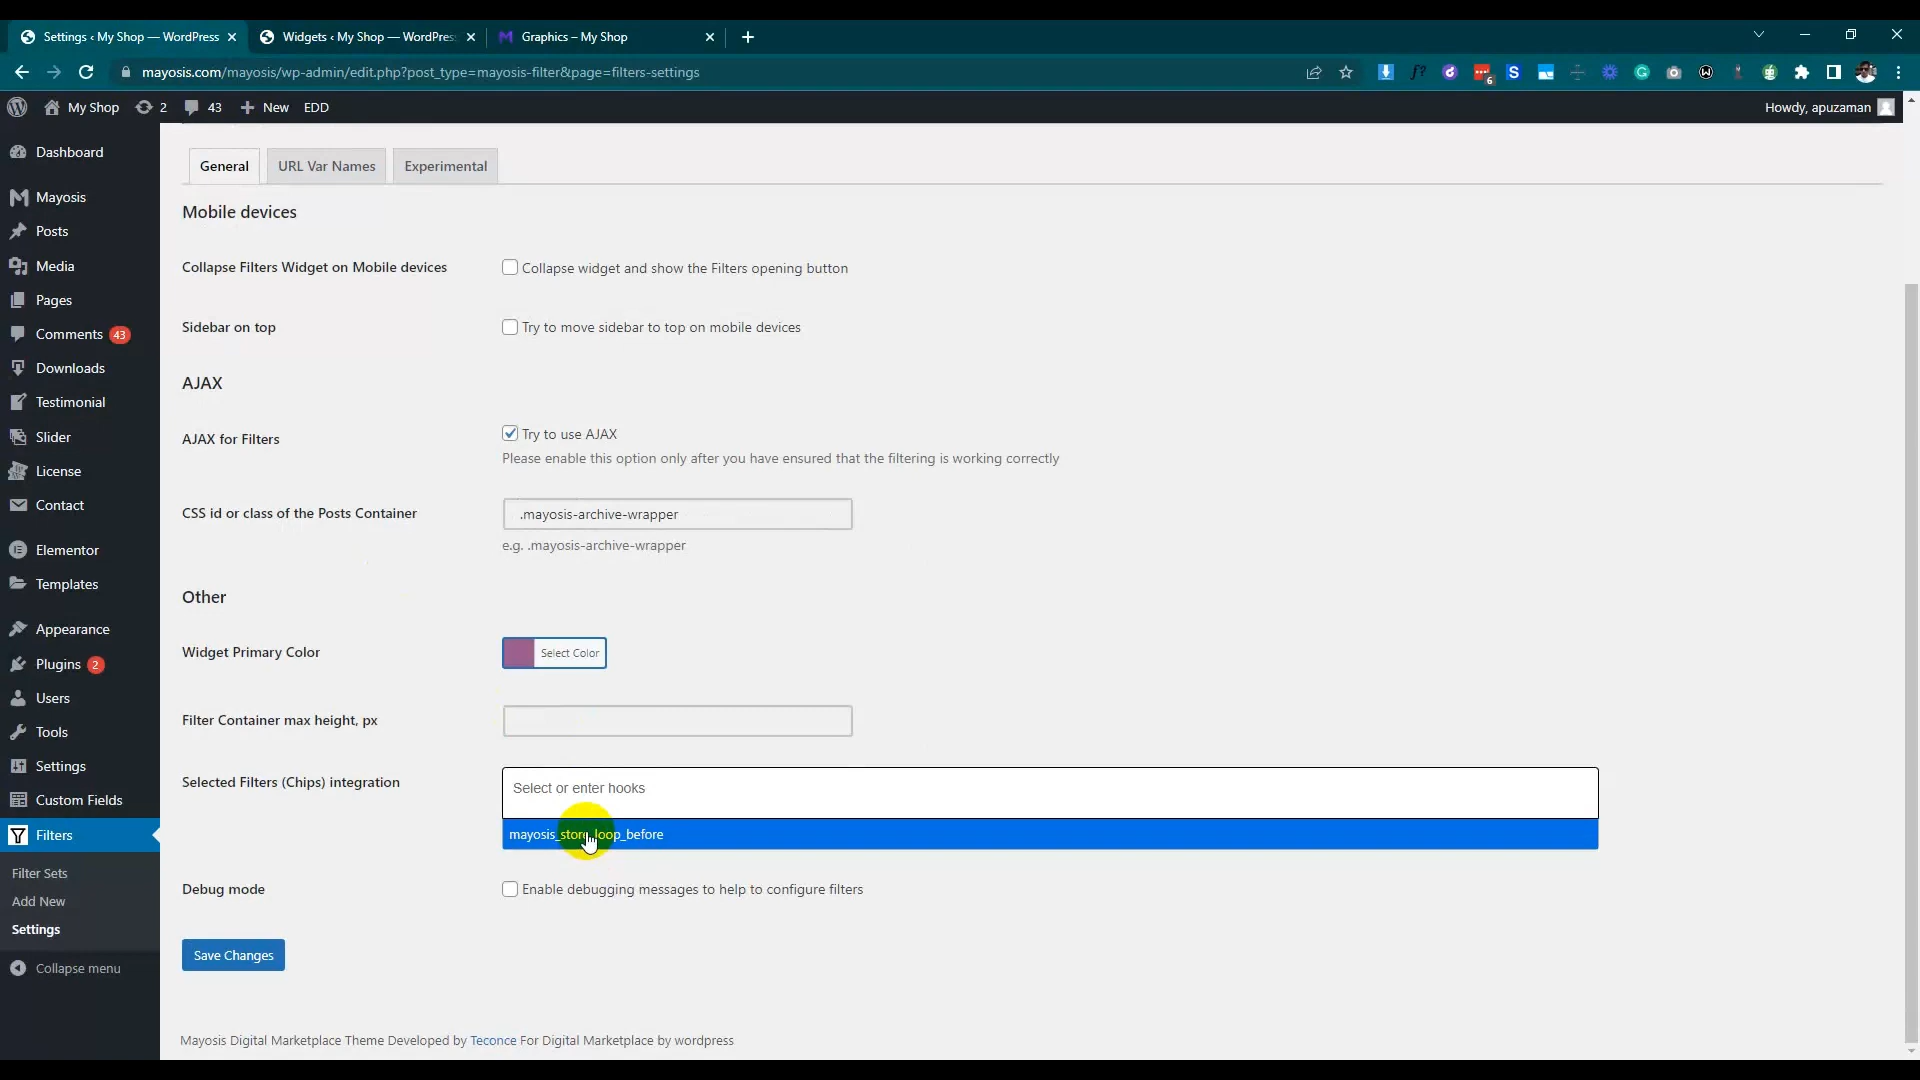 Settings ‹ My Shop — WordPress
Widgets ‹ My Shop — WordPres
Graphics – My Shop
mayosis.com/mayosis/wp-admin/edit.php?post_type=mayosis-filter&page=filters-settings
My Shop
2
43
New
EDD
Howdy, apuzaman
Dashboard
Mayosis
Posts
Media
Pages
Comments 43
Downloads
Testimonial
Slider
License
Contact
Elementor
Templates
Appearance
Plugins 2
Users
Tools
Settings
Custom Fields
Filters
Filter Sets
Add New
Settings
Collapse menu
General
URL Var Names
Experimental
Mobile devices
Collapse Filters Widget on Mobile devices
Collapse widget and show the Filters opening button
Sidebar on top
Try to move sidebar to top on mobile devices
AJAX
AJAX for Filters
Try to use AJAX
Please enable this option only after you have ensured that the filtering is working correctly
CSS id or class of the Posts Container
.mayosis-archive-wrapper
e.g. .mayosis-archive-wrapper
Other
Widget Primary Color
Select Color
Filter Container max height, px
Selected Filters (Chips) integration
Select or enter hooks
mayosis_store_loop_before
Debug mode
Enable debugging messages to help to configure filters
Save Changes
Mayosis Digital Marketplace Theme Developed by Teconce For Digital Marketplace by wordpress